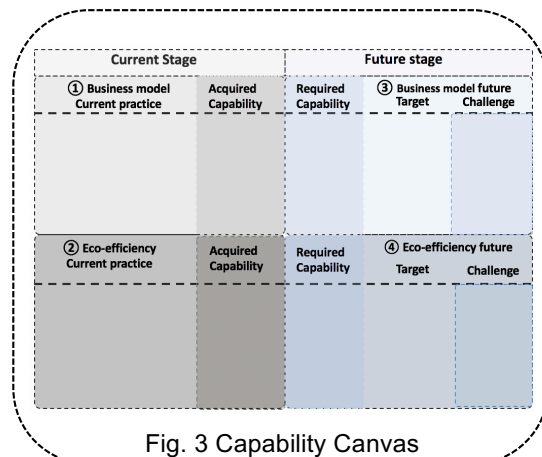 Current Stage Future stage
① Business model Acquired Required ③ Business model future
Current practice Capability Capability Target Challenge
② Eco-efficiency Acquired Required ④ Eco-efficiency future
Current practice Capability Capability Target Challenge
Fig. 3 Capability Canvas